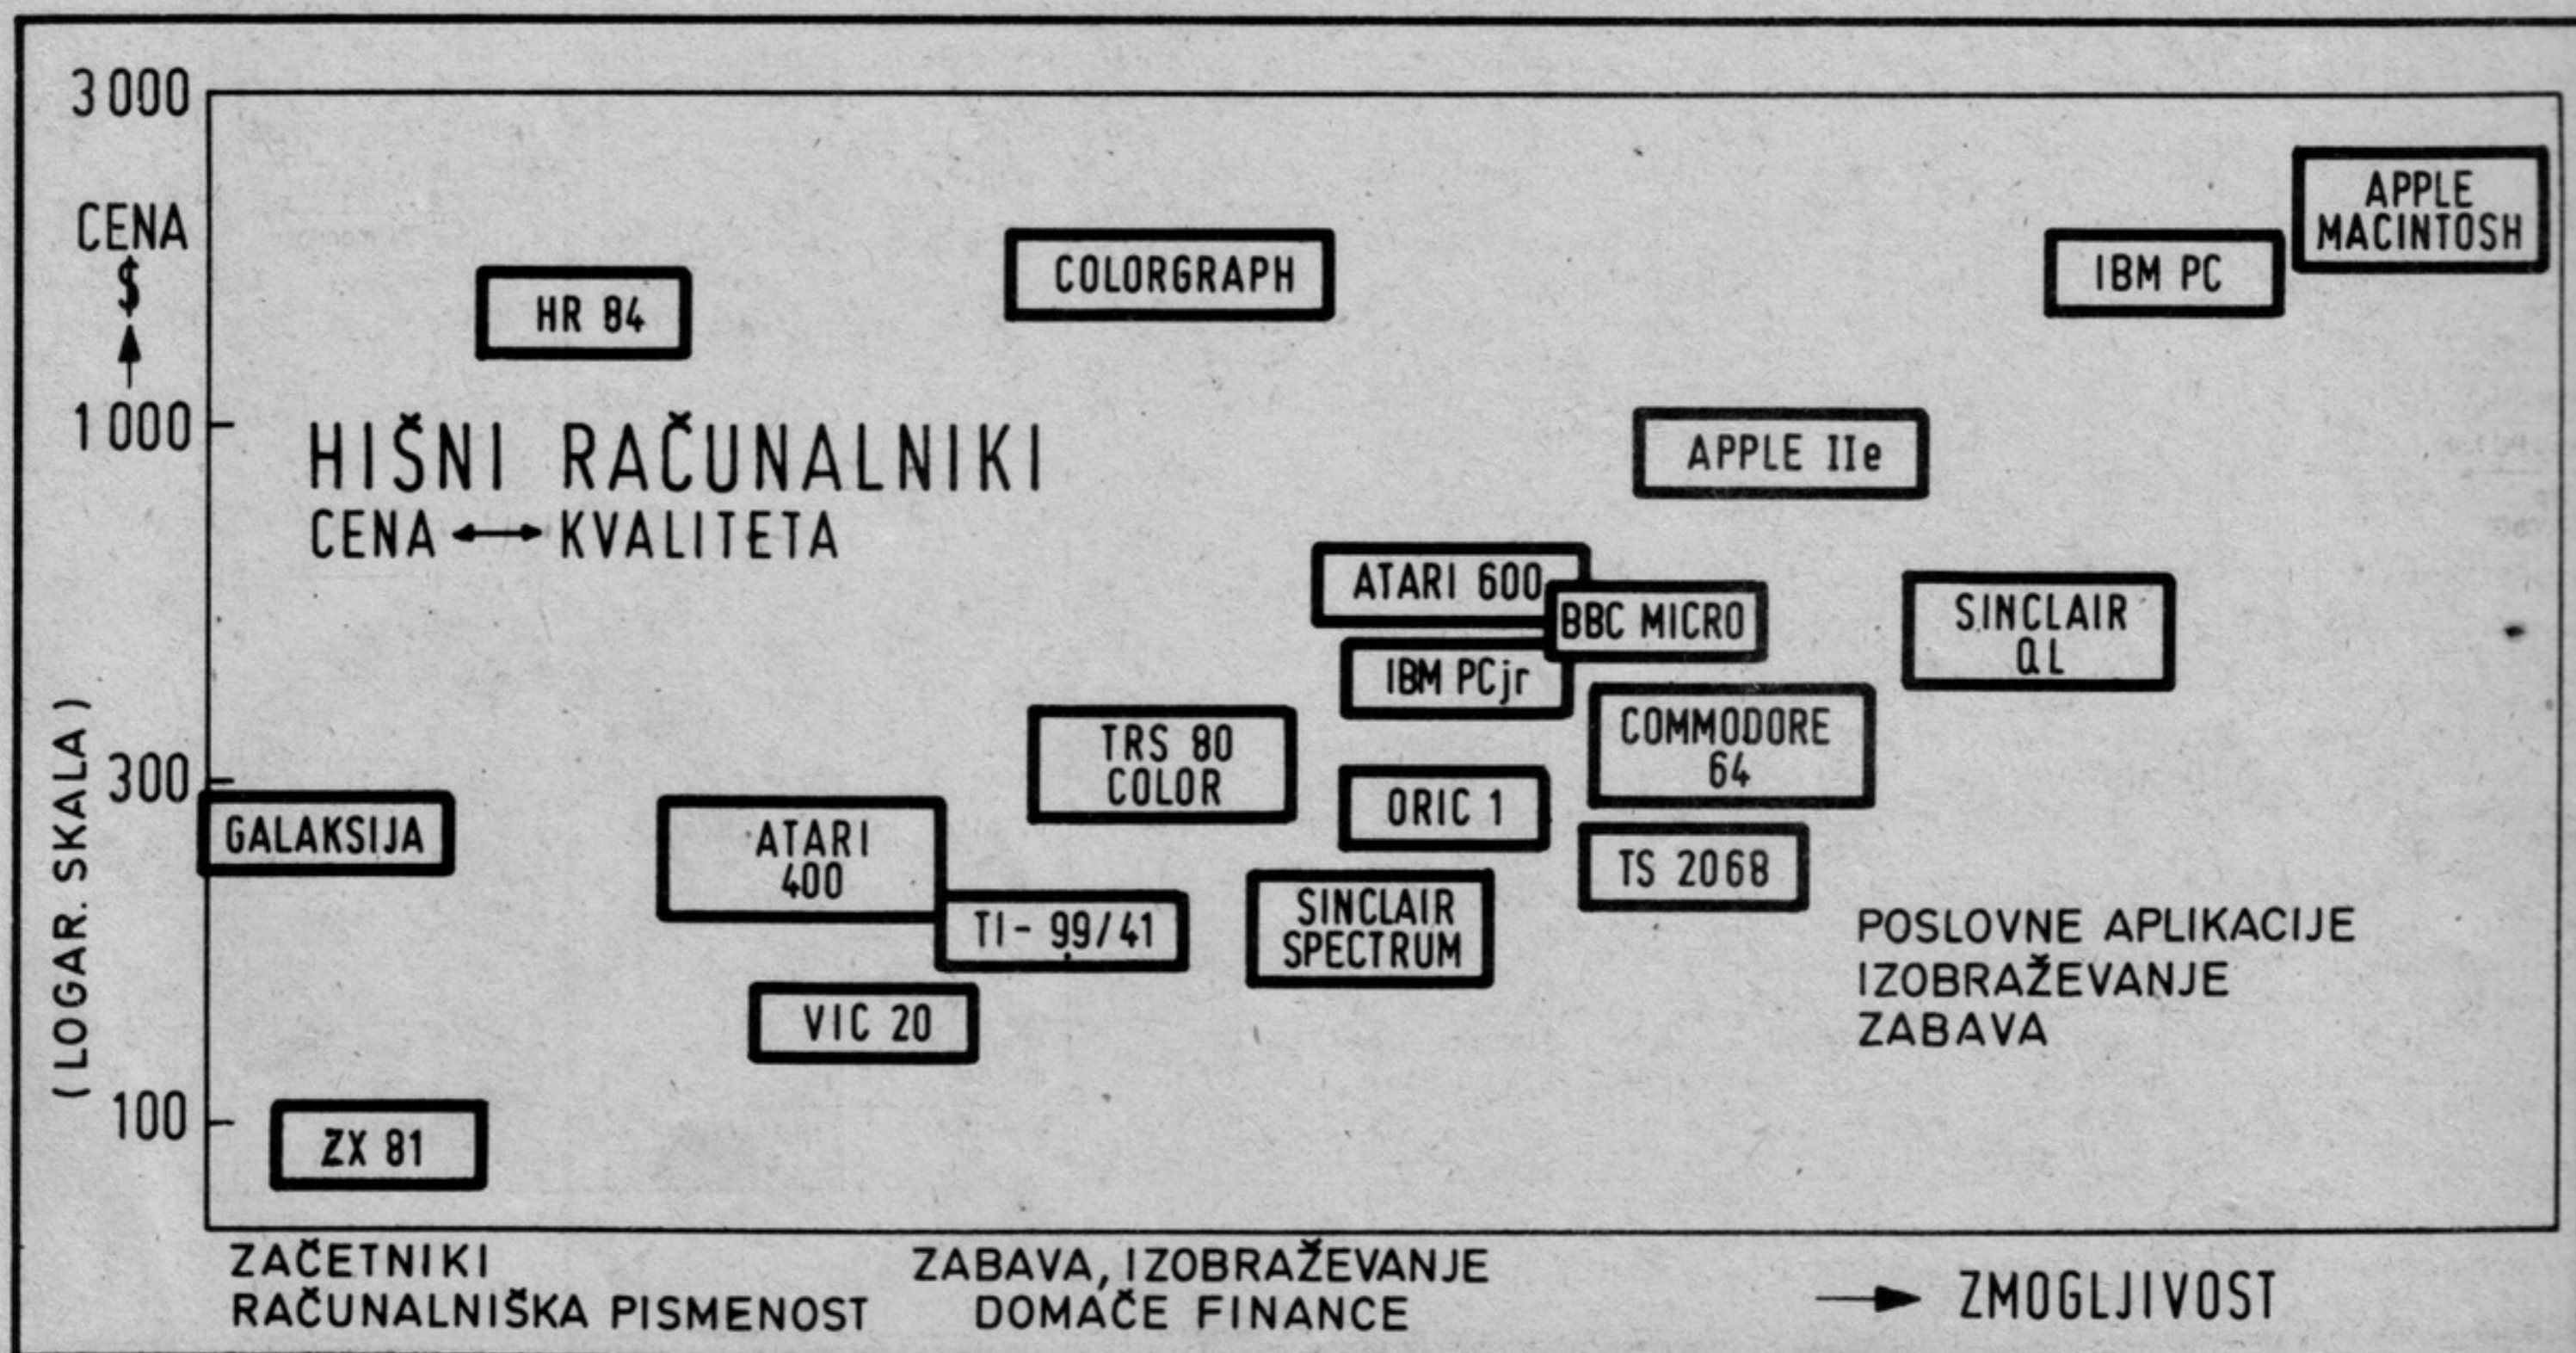 3000
CENA
$
1000
300
100
(LOGAR. SKALA)
HIŠNI RAČUNALNIKI
CENA ↔ KVALITETA
HR 84
COLORGRAPH
IBM PC
APPLE
MACINTOSH
APPLE IIe
ATARI 600
BBC MICRO
SINCLAIR
QL
IBM PCjr
COMMODORE
64
TRS 80
COLOR
ORIC 1
GALAKSIJA
ATARI
400
TS 2068
TI-99/41
SINCLAIR
SPECTRUM
VIC 20
ZX 81
POSLOVNE APLIKACIJE
IZOBRAŽEVANJE
ZABAVA
ZAČETNIKI
RAČUNALNIŠKA PISMENOST
ZABAVA, IZOBRAŽEVANJE
DOMAČE FINANCE
→ ZMOGLJIVOST